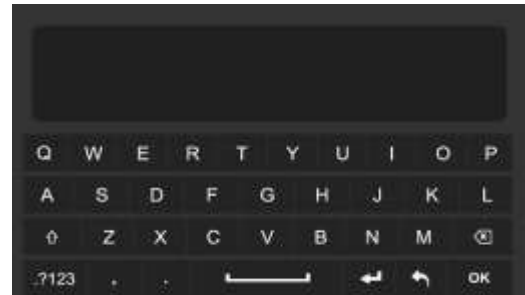 Q W E R T Y U I O P
A S D F G H J K L
Z X C V B N M
.?123 , . OK